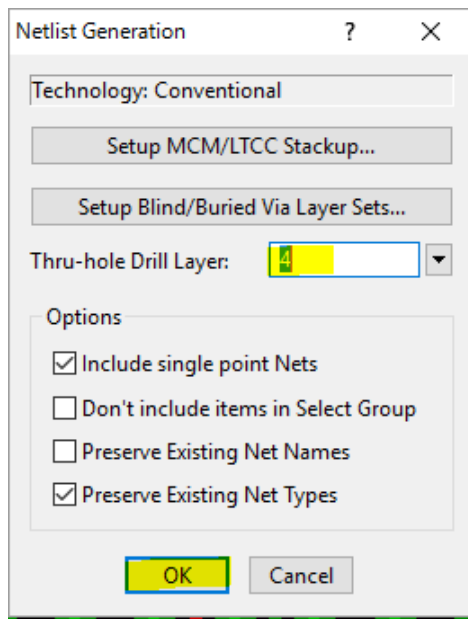 Netlist Generation ?
Technology: Conventional
Setup MCM/LTCC Stackup...
Setup Blind/Buried Via Layer Sets...
Thru-hole Drill Layer: 4
Options
Include single point Nets
Don't include items in Select Group
Preserve Existing Net Names
Preserve Existing Net Types
OK Cancel